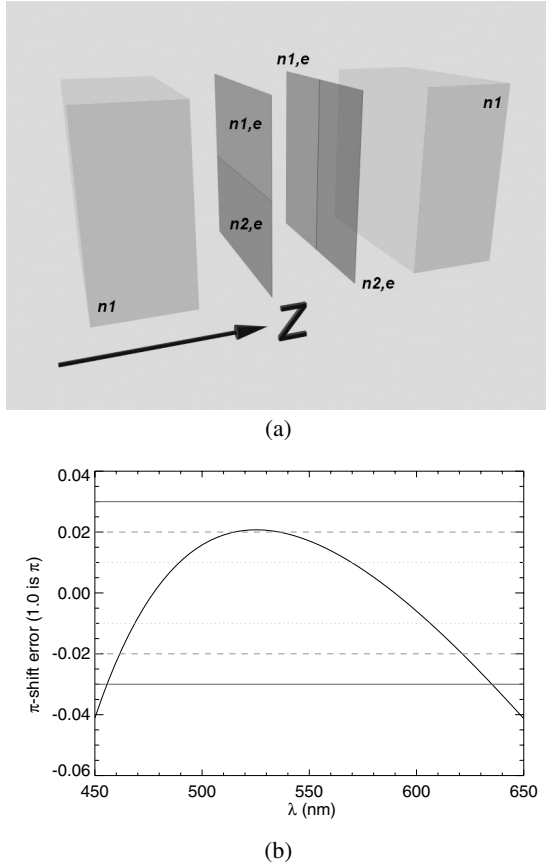 n1,e
n1
n1,e
n2,e
n2,e
n1
Z
(a)
0.04
0.02
0.00
-0.02
-0.04
-0.06
π-shift error (1.0 is π)
450 500 550 600 650
λ (nm)
(b)